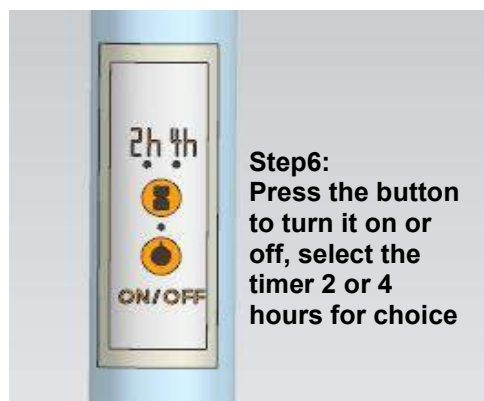 2h 4h
ON/OFF
Step6:
Press the button
to turn it on or
off, select the
timer 2 or 4
hours for choice